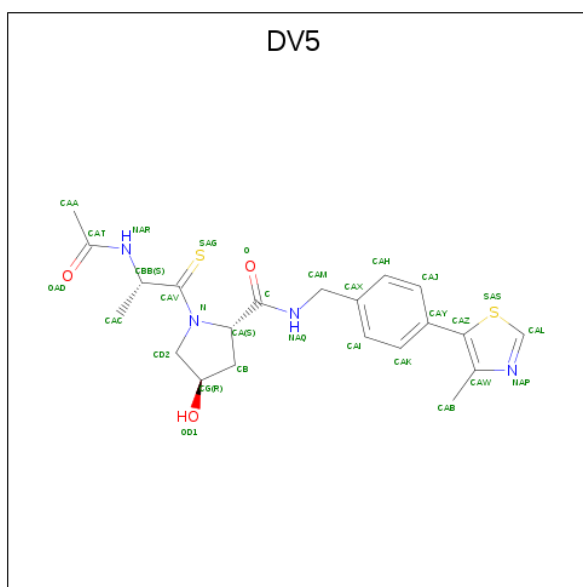 DV5
CAA
H NAR
CAT
N
SAG
O
CBB(S)
O
S
CAM
CAH
OAD
CAV
C
CAJ
CAX
SAS
CAC
N
N
H
NAQ
CAY
S
N
CA(S)
CAI
CAZ
CAL
CD2
CB
CAK
CAW
N
NAP
CG(R)
CAB
HO
OD1